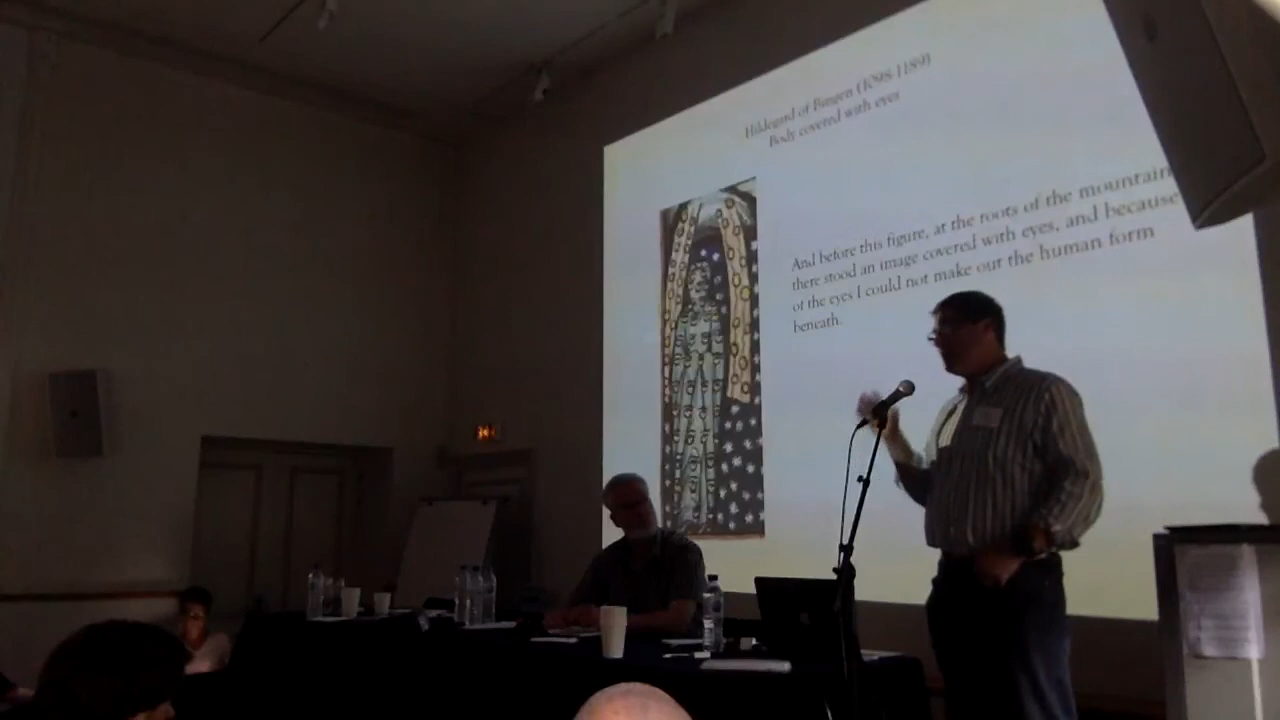 Hildegard of Bingen (1098-1189)
Body covered with eyes
And before this figure, at the roots of the mountain
there stood an image covered with eyes, and because
of the eyes I could not make out the human form
beneath.